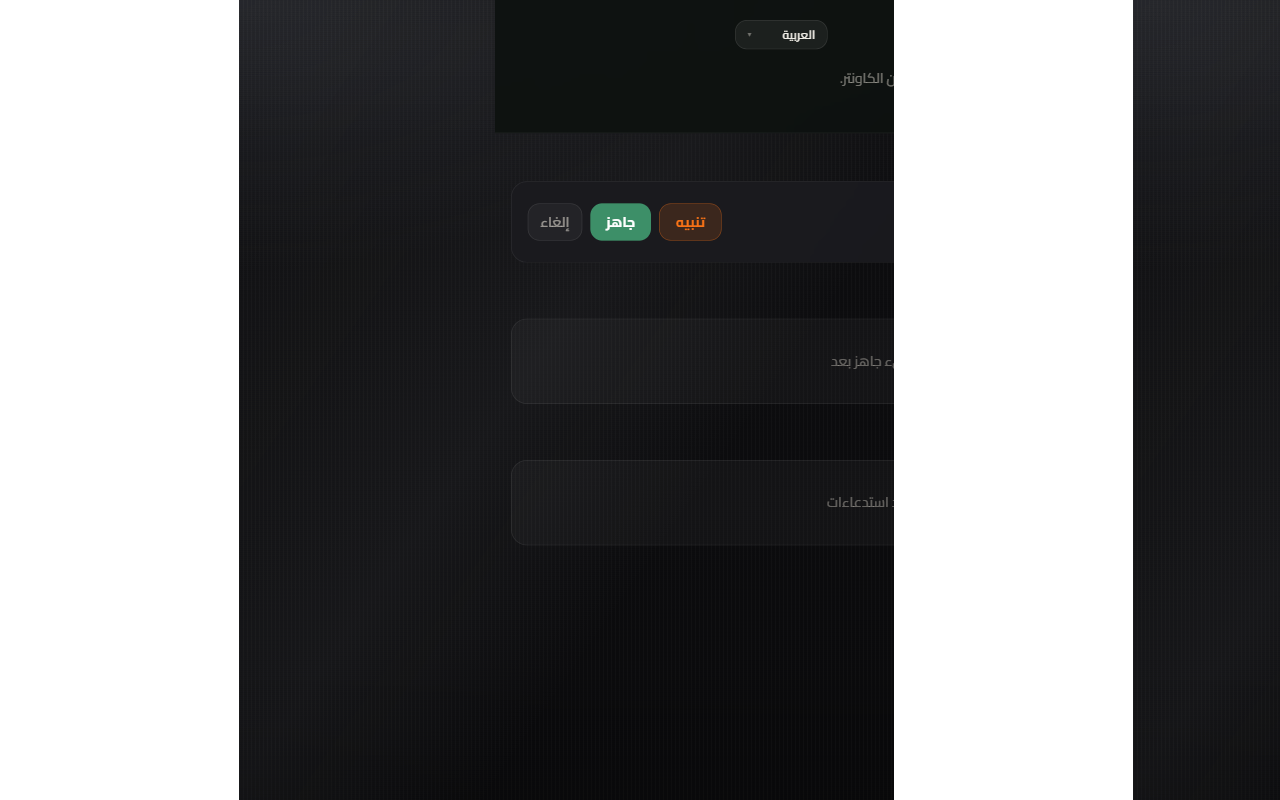 العربية
الكاونتر.
تنبيه
جاهز
إلغاء
جاهز بعد
استدعاءات